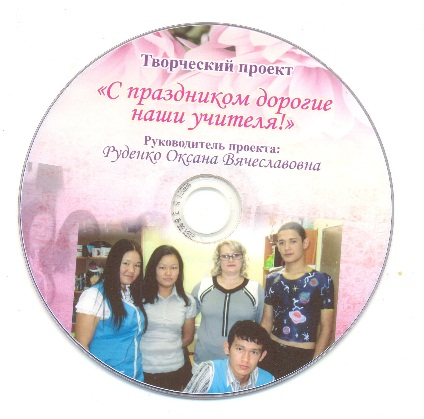 Творческий проект
«С праздником дорогие
наши учителя!»
Руководитель проекта:
Руденко Оксана Вячеславовна